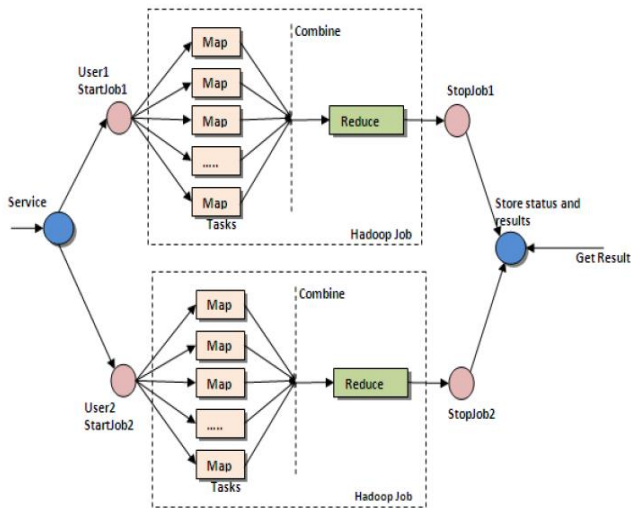 Map
Combine
User1
StartJob1
Map
StopJob1
Map
Reduce
.....
Service
Map
Tasks
Store status and
results
Hadoop Job
Get Result
Combine
Map
Map
Map
Reduce
.....
User2
StartJob2
StopJob2
Map
Tasks
Hadoop Job